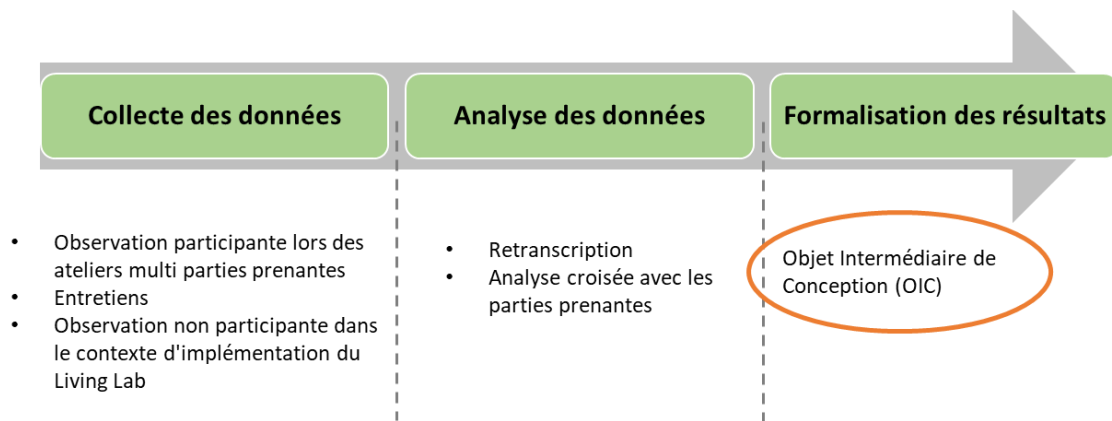 Collecte des données
Analyse des données
Formalisation des résultats
• Observation participante lors des
ateliers multi parties prenantes
• Entretiens
• Observation non participante dans
le contexte d'implémentation du
Living Lab
• Retranscription
• Analyse croisée avec les
parties prenantes
Objet Intermédiaire de
Conception (OIC)